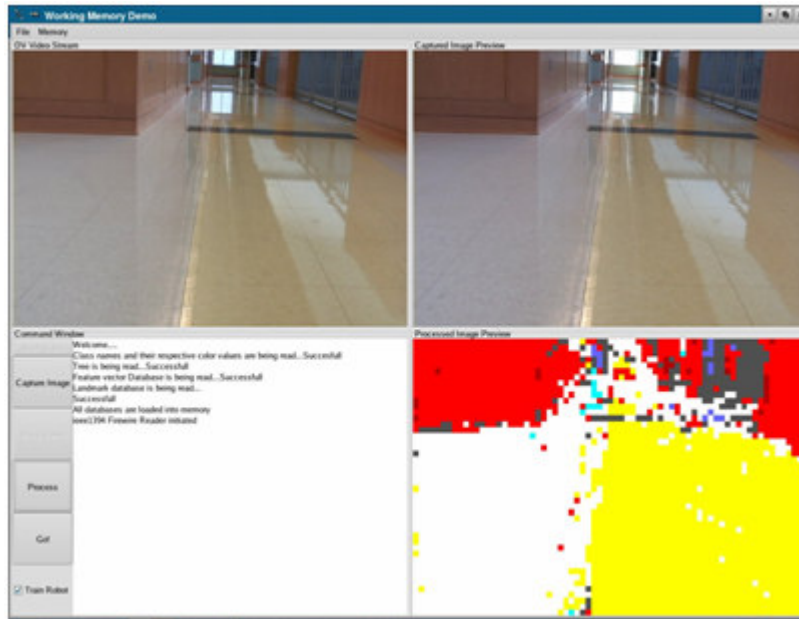 Working Memory Demo
File Memory
OV Video Stream
Captured Image Preview
Command Window
Welcome....
Class names and their respective color values are being read...Succesfull
Tree is being read...Successfull
Feature vector Database is being read...Successfull
Landmark database is being read....
Successfull
All databases are loaded into memory
ieee1394 Firewire Reader initiated
Capture Image
Process
Go!
Train Robot
Processed Image Preview